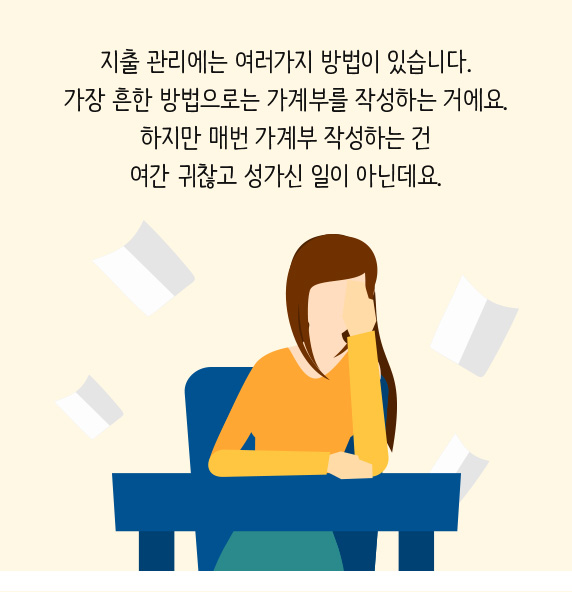 지출 관리에는 여러가지 방법이 있습니다.
가장 흔한 방법으로는 가계부를 작성하는 거에요.
하지만 매번 가계부 작성하는 건
여간 귀찮고 성가신 일이 아닌데요.